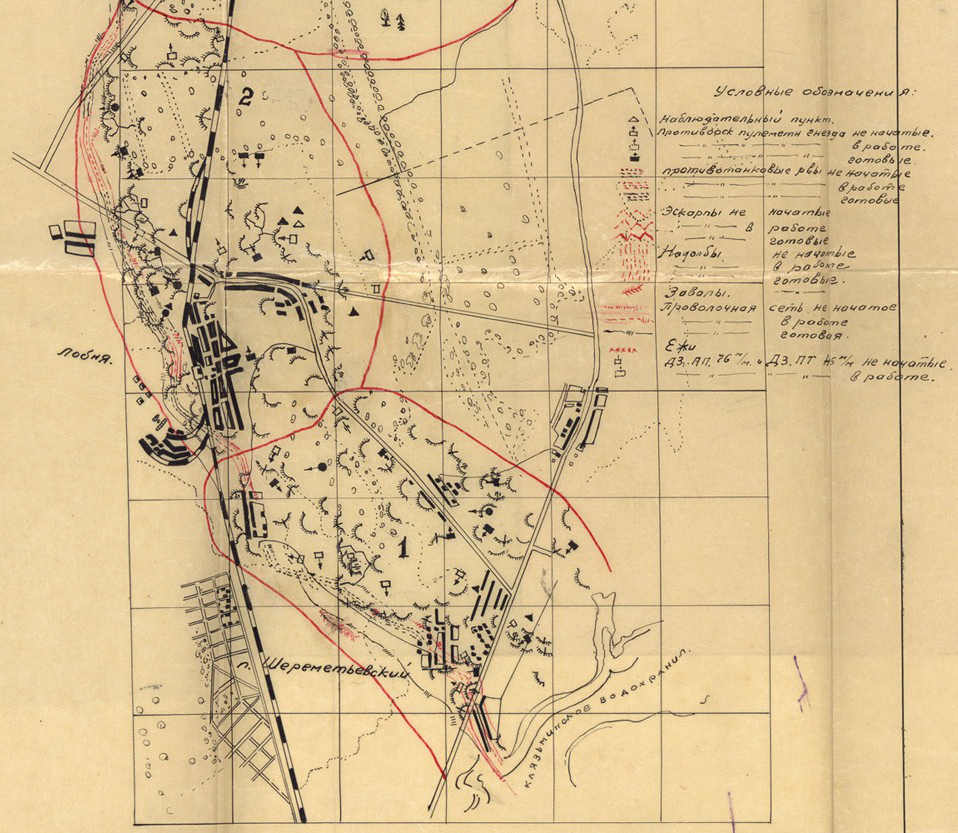 2
Условные обозначения:
Наблюдательный пункт.
Противооск пулеметн гнезда не начатые.
— " — " — " — в работе.
— " — " — " — готовые.
противотанковые рвы не начатые
— " — в работе
готовые
Эскарпы не начатые
— " — в работе
готовые
Надолбы не начатые
— " — в работе
— " — готовые.
Завалы. — " —
Проволочная сеть не начатое
— " — в работе
— " — готовая.
Ежи
ДЗ. АП. 76 м/м. и ДЗ. ПТ 45 м/м не начатые.
— " — " — в работе.
Лобня.
1
п. Шереметьевский
Клязьминское водохранил.